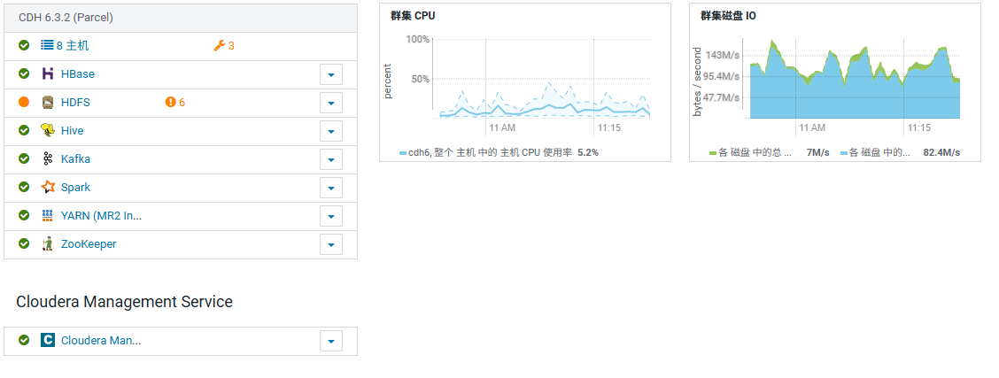 CDH 6.3.2 (Parcel)
8 主机 3
HBase
HDFS 6
Hive
Kafka
Spark
YARN (MR2 In...
ZooKeeper
Cloudera Management Service
C Cloudera Man...
群集 CPU
percent
100%
50%
11 AM 11:15
cdh6, 整个 主机 中的 主机 CPU 使用率 5.2%
群集磁盘 IO
bytes / second
143M/s
95.4M/s
47.7M/s
11 AM 11:15
各 磁盘 中的总 ... 7M/s 各 磁盘 中的... 82.4M/s